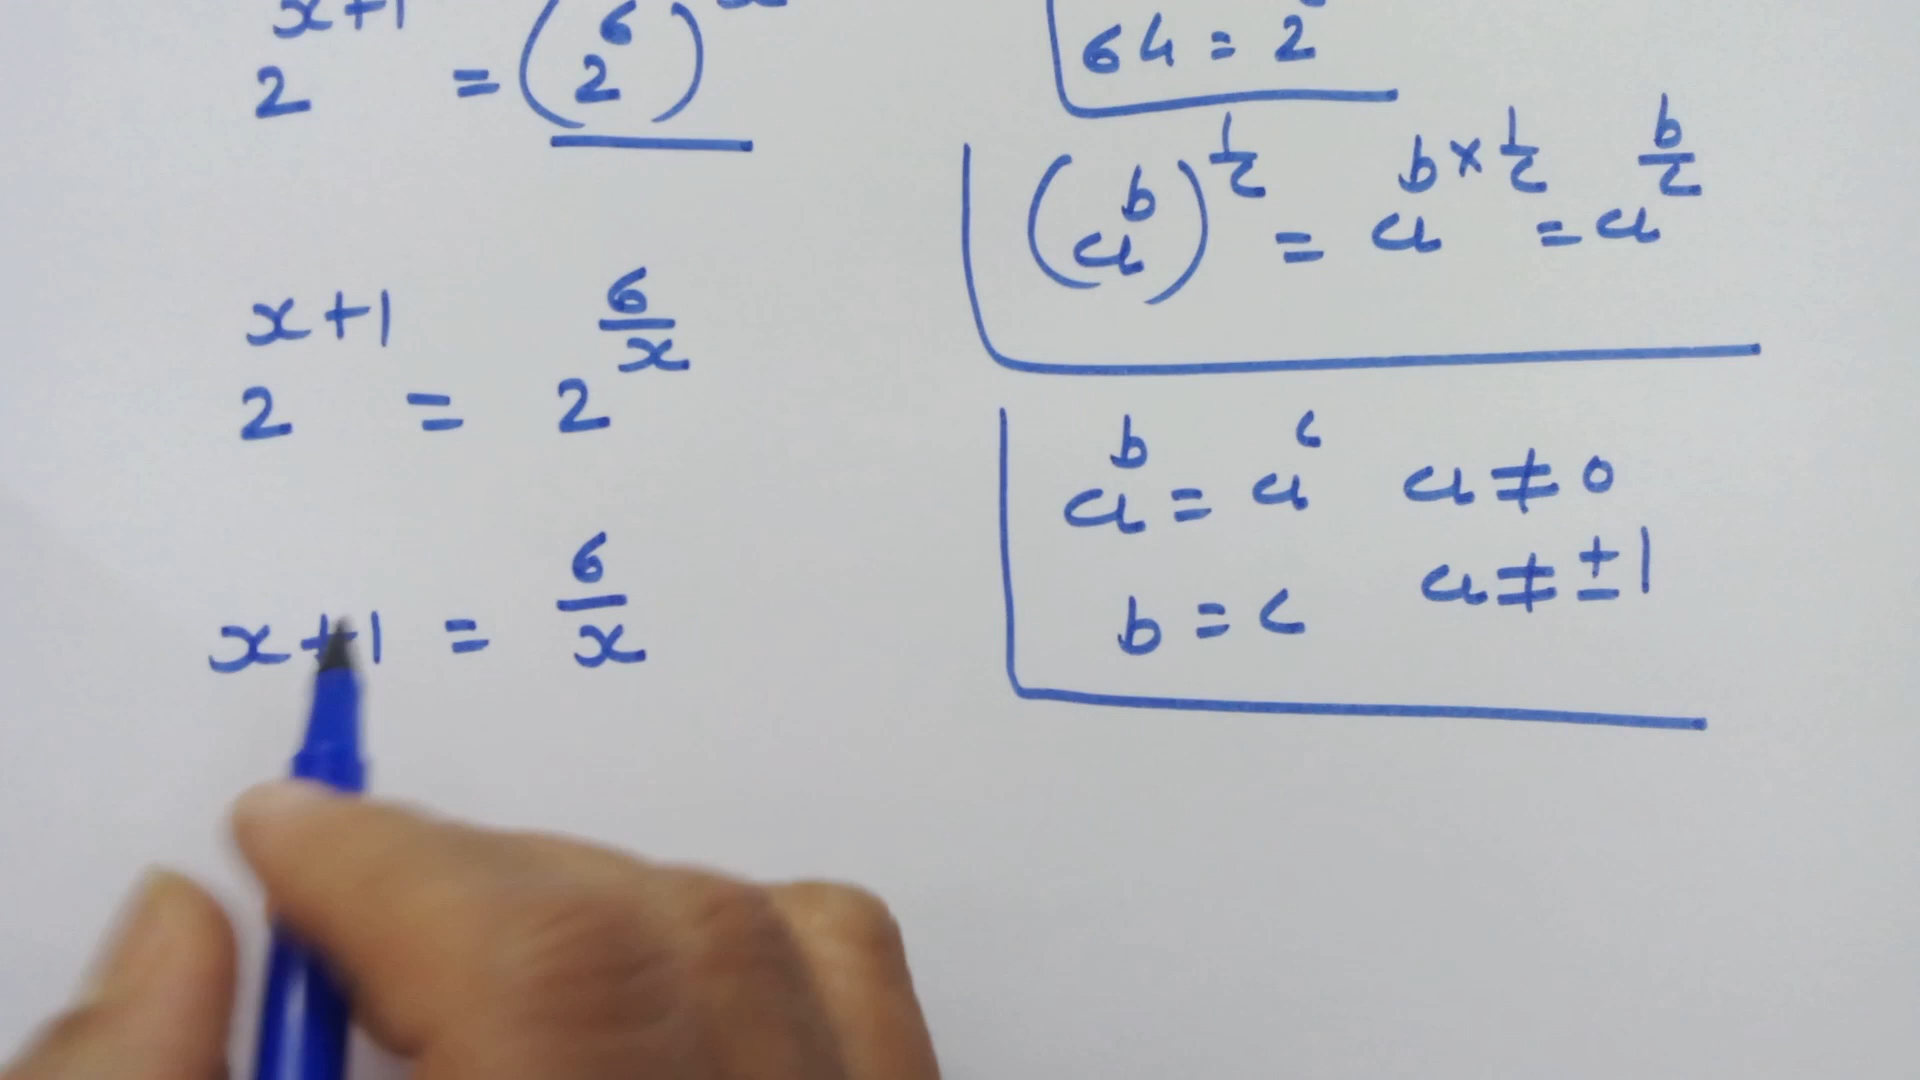 2^(x+1) = (2^6)
2^(x+1) = 2^(6/x)
x+1 = 6/x
64 = 2
(a^b)^(1/2) = a^(b×1/2) = a^(b/2)
a^b = a^c a≠0
b = c a≠±1